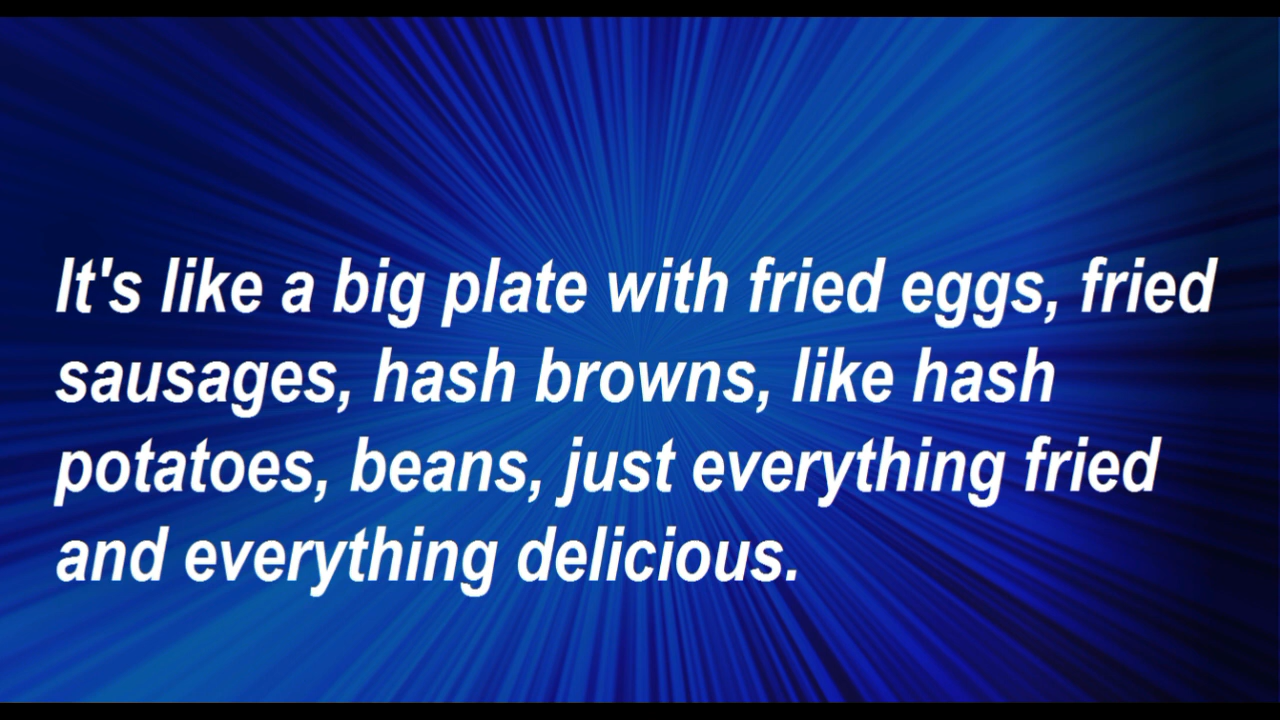 It's like a big plate with fried eggs, fried
sausages, hash browns, like hash
potatoes, beans, just everything fried
and everything delicious.